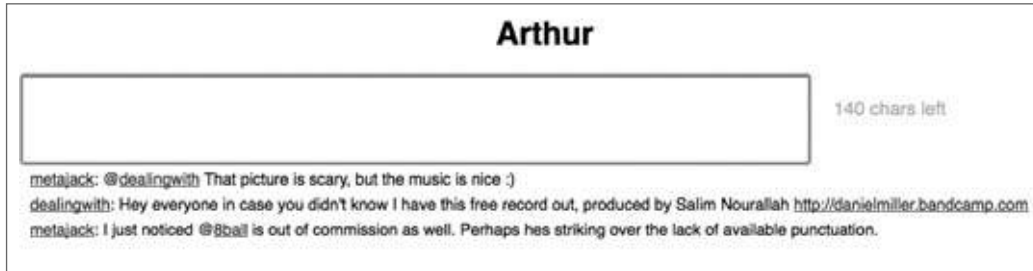 Arthur
140 chars left
metajack: @dealingwith That picture is scary, but the music is nice :)
dealingwith: Hey everyone in case you didn't know I have this free record out, produced by Salim Nourallah http://danielmiller.bandcamp.com
metajack: I just noticed @8ball is out of commission as well. Perhaps hes striking over the lack of available punctuation.